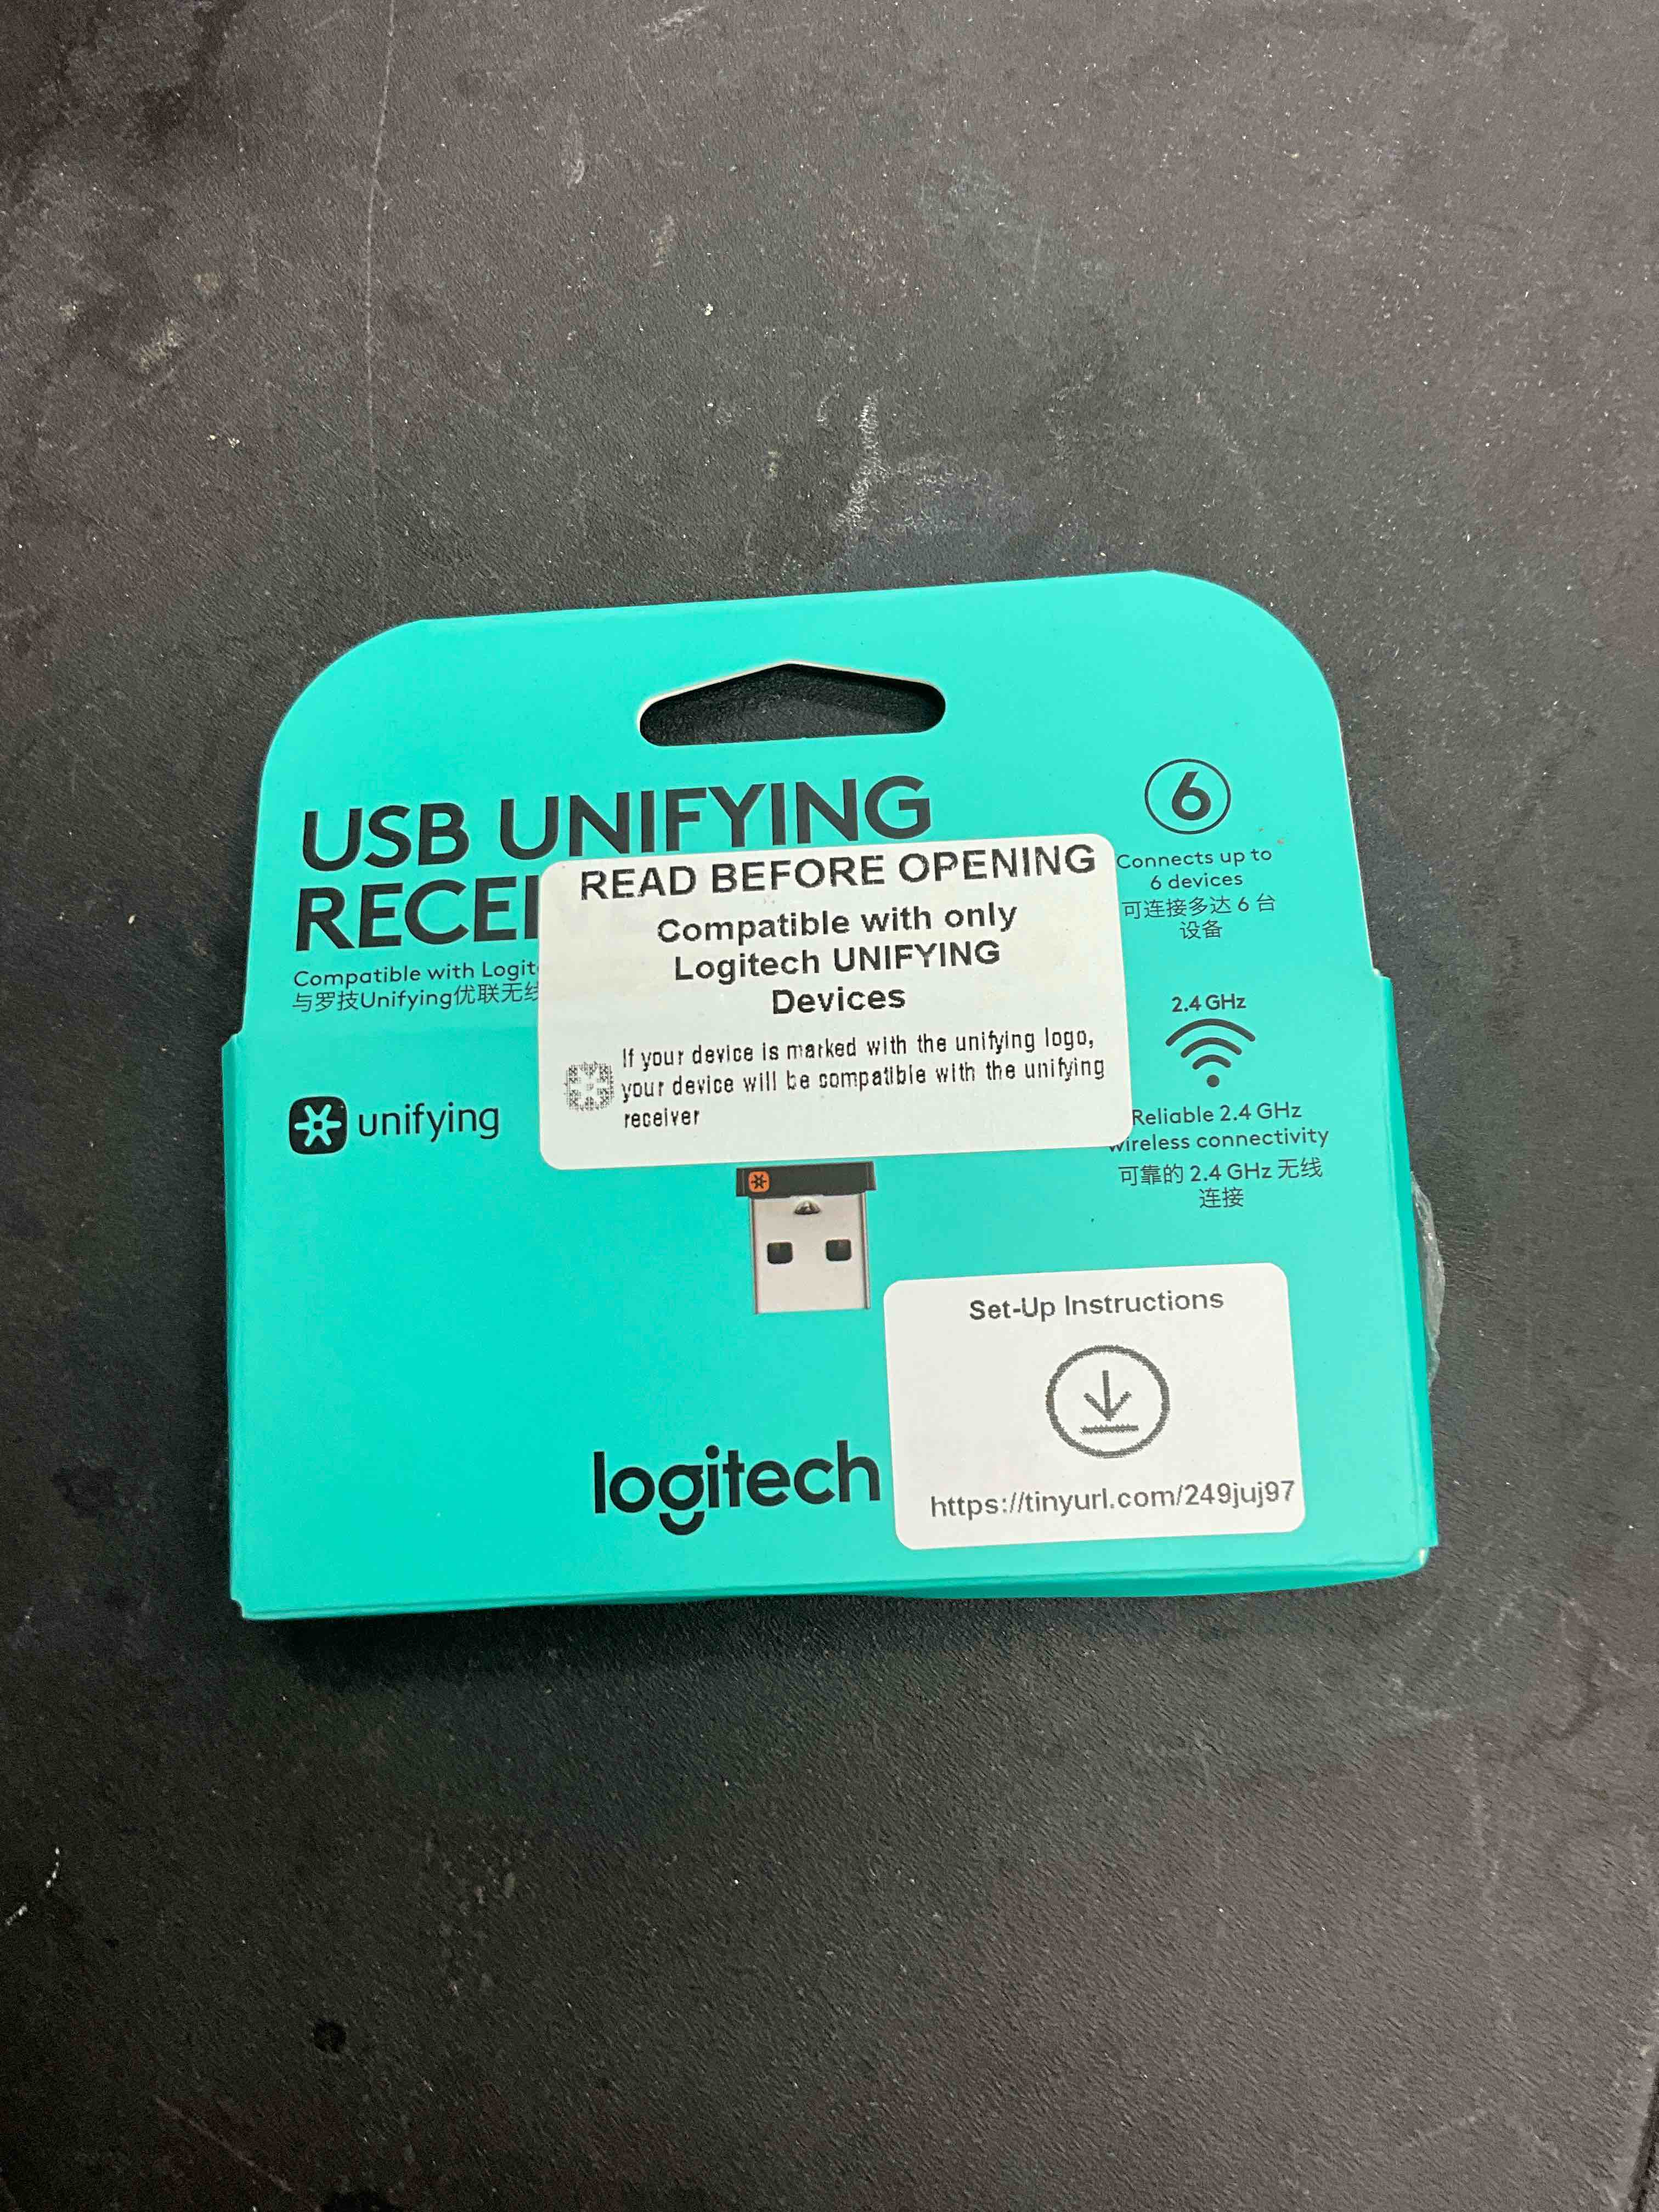 USB UNIFYING
RECEI
Compatible with Logit
与罗技Unifying优联无线
unifying
READ BEFORE OPENING
Compatible with only
Logitech UNIFYING
Devices
If your device is marked with the unifying logo,
your device will be compatible with the unifying
receiver
6
Connects up to
6 devices
可连接多达 6 台
设备
2.4 GHz
Reliable 2.4 GHz
wireless connectivity
可靠的 2.4 GHz 无线
连接
logitech
Set-Up Instructions
https://tinyurl.com/249juj97